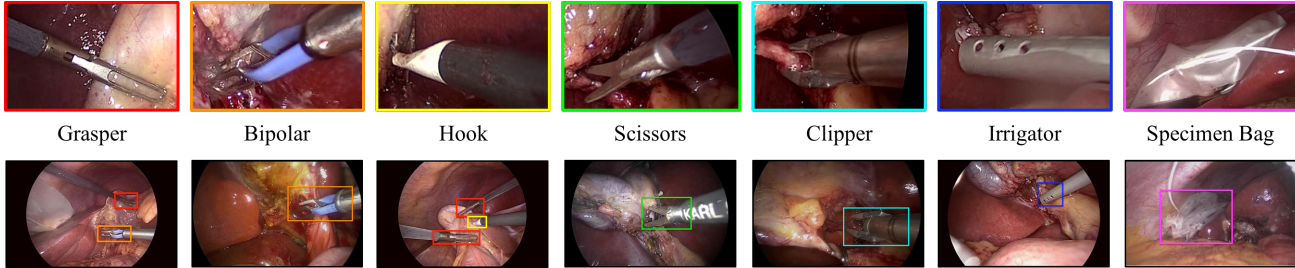 Grasper
Bipolar
Hook
Scissors
Clipper
Irrigator
Specimen Bag
KARL